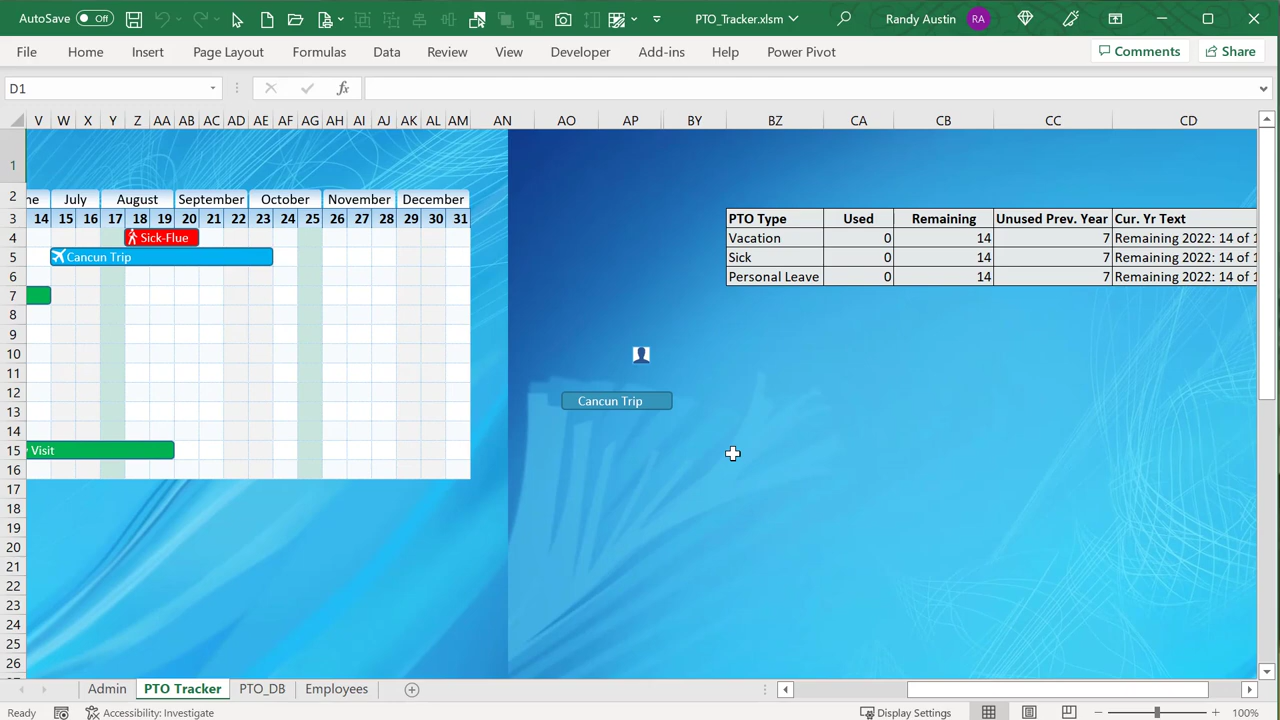 AutoSave Off PTO_Tracker.xlsm Randy Austin RA
File Home Insert Page Layout Formulas Data Review View Developer Add-ins Help Power Pivot Comments Share
D1 fx
V W X Y Z AA AB AC AD AE AF AG AH AI AJ AK AL AM AN AO AP BY BZ CA CB CC CD
1
2 ne July August September October November December
3 14 15 16 17 18 19 20 21 22 23 24 25 26 27 28 29 30 31 PTO Type Used Remaining Unused Prev. Year Cur. Yr Text
4 Sick-Flue Vacation 0 14 7 Remaining 2022: 14 of 1
5 Cancun Trip Sick 0 14 7 Remaining 2022: 14 of 1
6 Personal Leave 0 14 7 Remaining 2022: 14 of 1
7
8
9
10
11
12 Cancun Trip
13
14
15 Visit
16
17
18
19
20
21
22
23
24
25
26
Admin PTO Tracker PTO_DB Employees
Ready Accessibility: Investigate Display Settings 100%